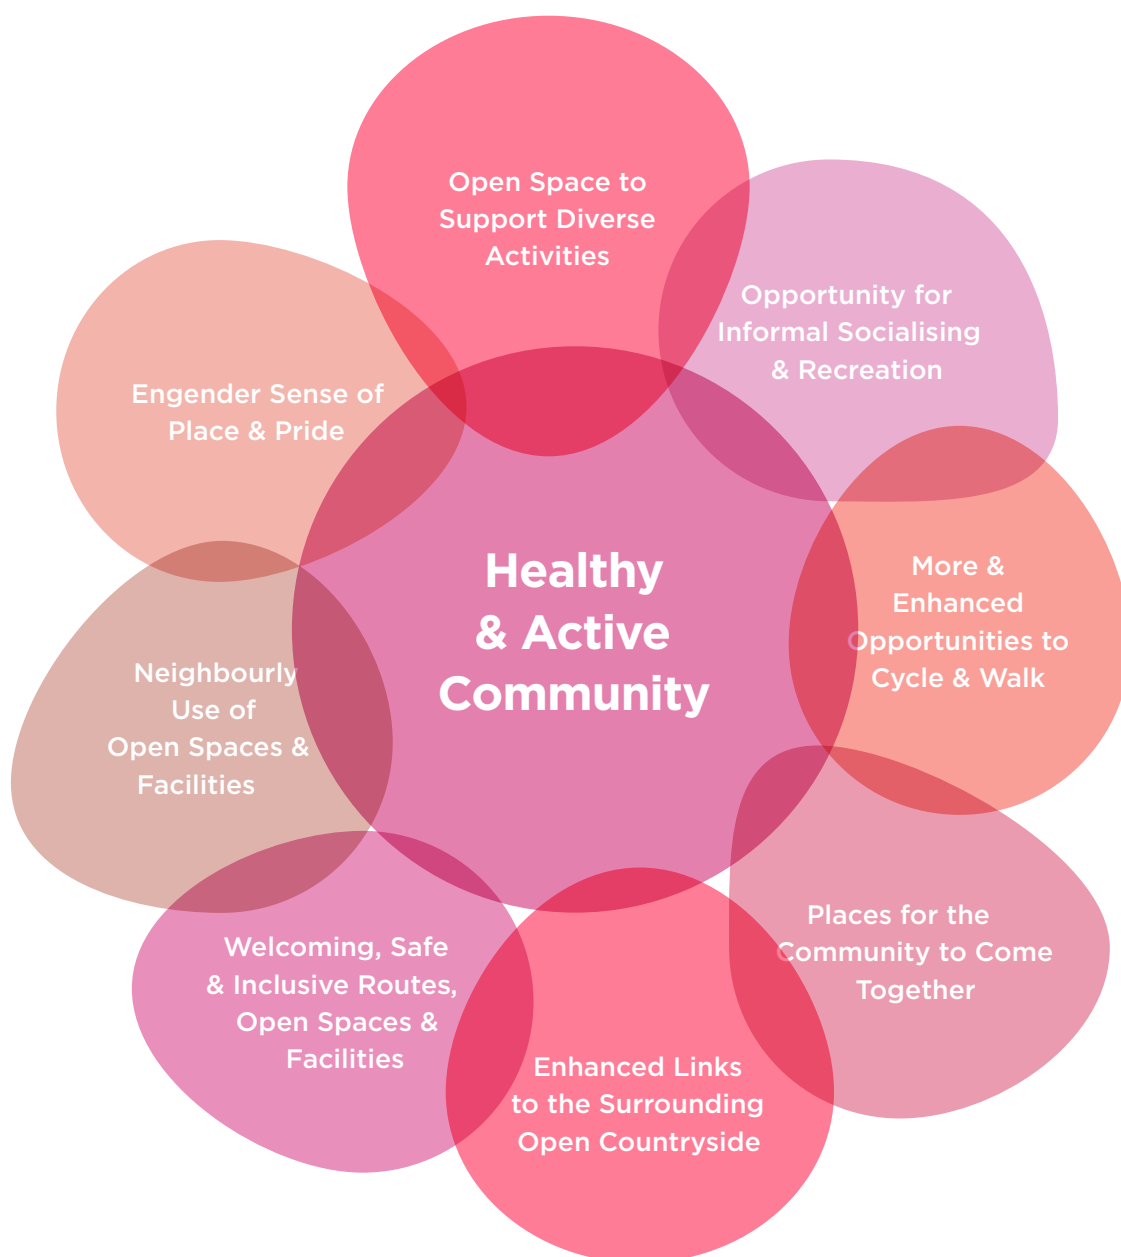 Open Space to
Support Diverse
Activities
Opportunity for
Informal Socialising
& Recreation
Engender Sense of
Place & Pride
Healthy
& Active
Community
More &
Enhanced
Opportunities to
Cycle & Walk
Neighbourly
Use of
Open Spaces &
Facilities
Places for the
Community to Come
Together
Welcoming, Safe
& Inclusive Routes,
Open Spaces &
Facilities
Enhanced Links
to the Surrounding
Open Countryside